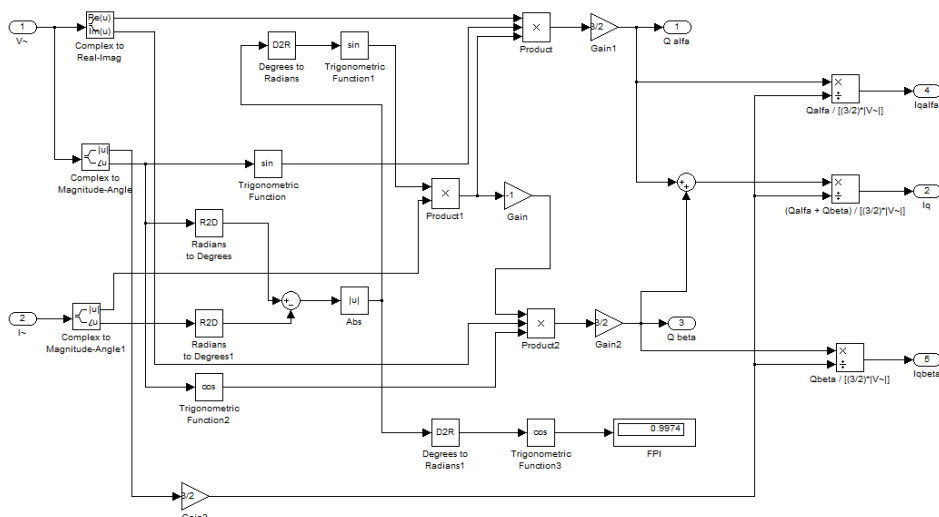 1
V~
Re(u)
Im(u)
Complex to
Real-Imag
D2R
Degrees to
Radians
sin
Trigonometric
Function1
×
Product
3/2
Gain1
1
Q alfa
×
÷
Qalfa / [(3/2)*|V~|]
4
Iqalfa
|u|
∠u
Complex to
Magnitude-Angle
sin
Trigonometric
Function
×
Product1
-1
Gain
+
+
×
÷
(Qalfa + Qbeta) / [(3/2)*|V~|]
2
Iq
R2D
Radians
to Degrees
2
I~
|u|
∠u
Complex to
Magnitude-Angle1
R2D
Radians
to Degrees1
+
−
|u|
Abs
×
Product2
3/2
Gain2
3
Q beta
×
÷
Qbeta / [(3/2)*|V~|]
5
Iqbeta
cos
Trigonometric
Function2
D2R
Degrees to
Radians1
cos
Trigonometric
Function3
0.9974
FPI
3/2